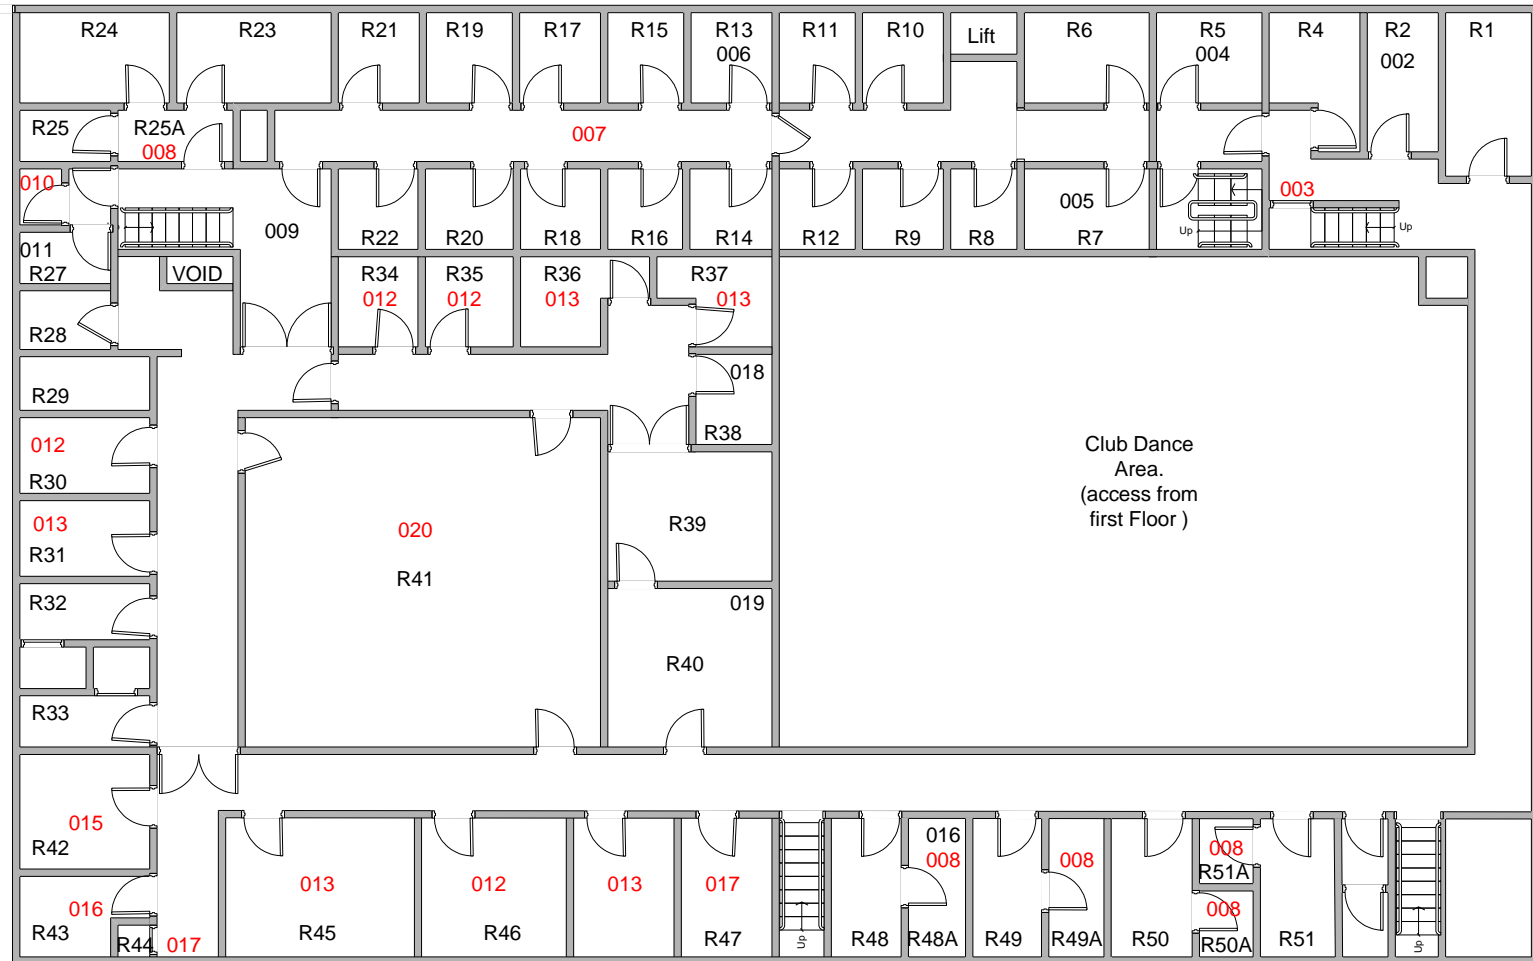 R24
R23
R21
R19
R17
R15
R13
006
R11
R10
Lift
R6
R5
004
R4
R2
002
R1
R25
R25A
008
007
010
009
R22
R20
R18
R16
R14
R12
R9
R8
005
R7
Up
003
Up
011
R27
VOID
R34
012
R35
012
R36
013
R37
013
R28
R29
018
R38
012
R30
013
R31
020
R41
R39
Club Dance
Area.
(access from
first Floor )
R32
019
R40
R33
015
R42
016
R43
R44
017
013
R45
012
R46
013
017
R47
Up
R48
016
008
R48A
R49
008
R49A
R50
008
R51A
008
R50A
R51
Up